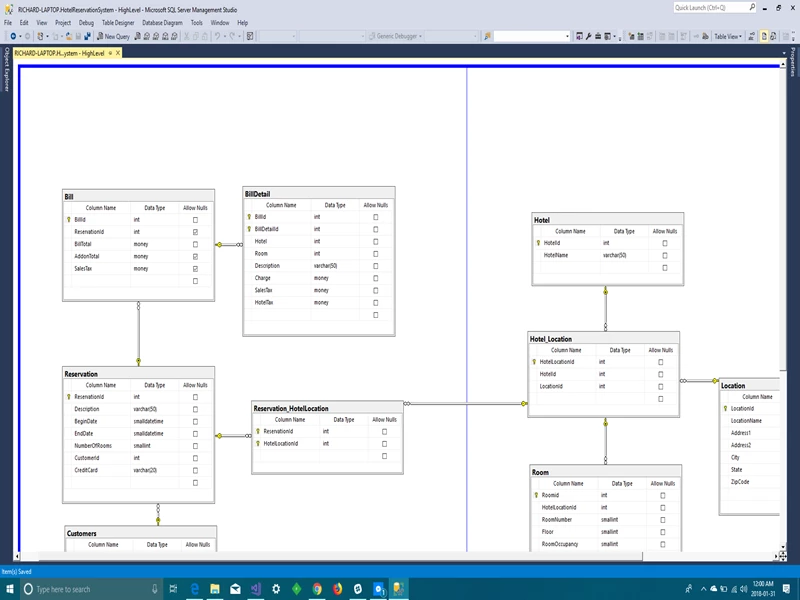 RICHARD-LAPTOP.HotelReservationSystem - HighLevel - Microsoft SQL Server Management Studio
Quick Launch (Ctrl+Q)
File Edit View Project Debug Table Designer Database Diagram Tools Window Help
New Query
Generic Debugger
Table View
RICHARD-LAPTOP.H...ystem - HighLevel
Object Explorer
Properties
Bill
Column Name Data Type Allow Nulls
BillId int
ReservationId int
BillTotal money
AddonTotal money
SalesTax money
BillDetail
Column Name Data Type Allow Nulls
BillId int
BillDetailId int
Hotel int
Room int
Description varchar(50)
Charge money
SalesTax money
HotelTax money
Hotel
Column Name Data Type Allow Nulls
HotelId int
HotelName varchar(50)
Hotel_Location
Column Name Data Type Allow Nulls
HotelLocationId int
HotelId int
LocationId int
Reservation
Column Name Data Type Allow Nulls
ReservationId int
Description varchar(50)
BeginDate smalldatetime
EndDate smalldatetime
NumberOfRooms smallint
CustomerId int
CreditCard varchar(20)
Reservation_HotelLocation
Column Name Data Type Allow Nulls
ReservationId int
HotelLocationId int
Location
Column Name
LocationId
LocationName
Address1
Address2
City
State
ZipCode
Room
Column Name Data Type Allow Nulls
Roomid int
HotelLocationId int
RoomNumber smallint
Floor smallint
RoomOccupancy smallint
Customers
Column Name Data Type Allow Nulls
Item(s) Saved
Type here to search
12:00 AM
2018-01-31